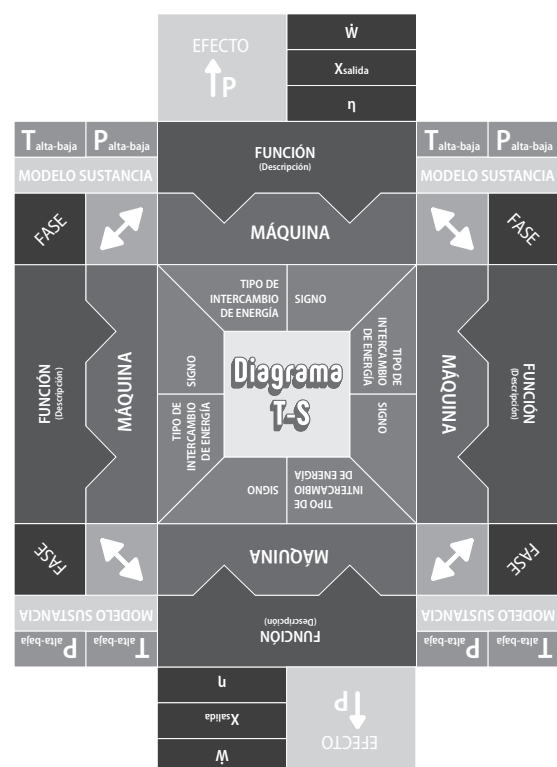 EFECTO
P
Ẇ
Xsalida
η
Talta-baja
Palta-baja
MODELO SUSTANCIA
FASE
FUNCIÓN
(Descripción)
MÁQUINA
Talta-baja
Palta-baja
MODELO SUSTANCIA
FASE
TIPO DE
INTERCAMBIO
DE ENERGÍA
SIGNO
FUNCIÓN
(Descripción)
MÁQUINA
SIGNO
TIPO DE
INTERCAMBIO
DE ENERGÍA
Diagrama
T-S
TIPO DE
INTERCAMBIO
DE ENERGÍA
SIGNO
MÁQUINA
FUNCIÓN
(Descripción)
TIPO DE
INTERCAMBIO
DE ENERGÍA
SIGNO
FASE
MODELO SUSTANCIA
Talta-baja
Palta-baja
MÁQUINA
FUNCIÓN
(Descripción)
FASE
MODELO SUSTANCIA
Talta-baja
Palta-baja
η
Xsalida
Ẇ
P
EFECTO